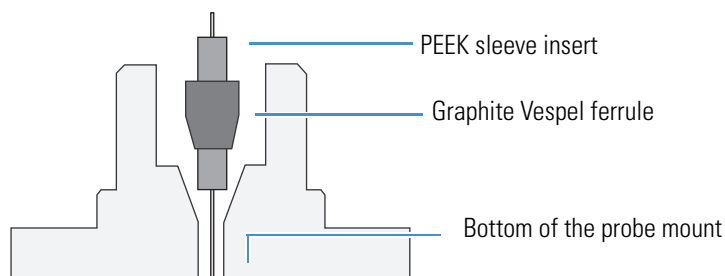 PEEK sleeve insert
Graphite Vespel ferrule
Bottom of the probe mount